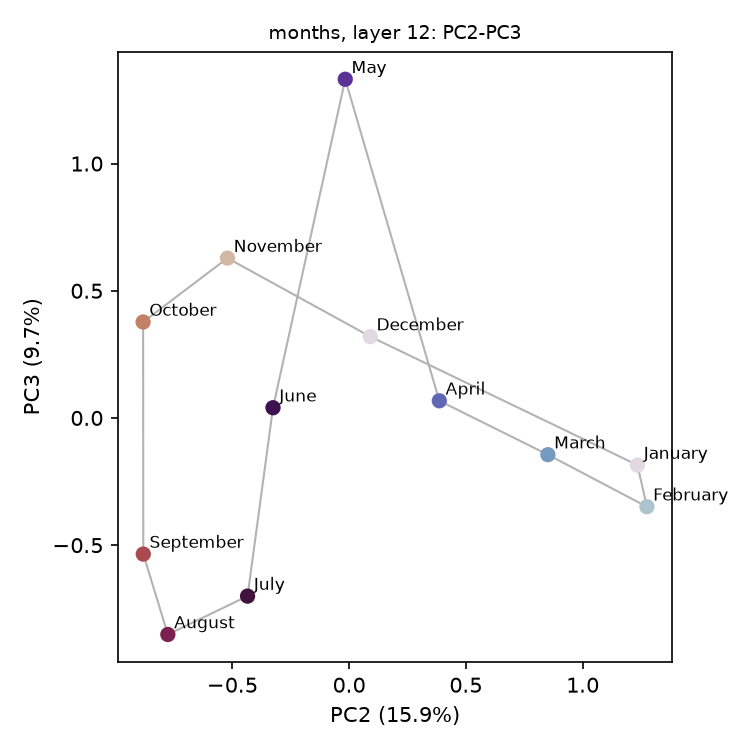 months, layer 12: PC2-PC3
May
1.0
November
0.5
October
December
PC3 (9.7%)
June
April
0.0
March
January
February
−0.5
September
July
August
−0.5
0.0
0.5
1.0
PC2 (15.9%)